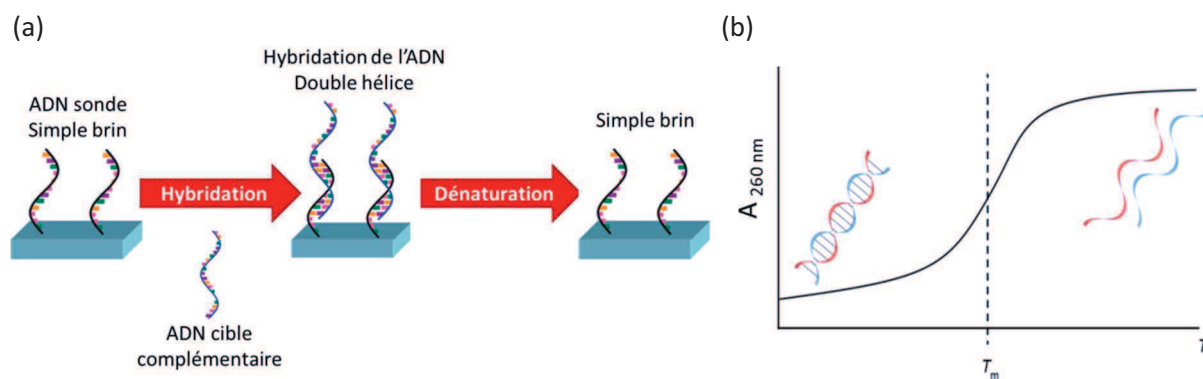 (a)
ADN sonde
Simple brin
Hybridation
ADN cible
complémentaire
Hybridation de l’ADN
Double hélice
Dénaturation
Simple brin
(b)
A 260 nm
Tm
T